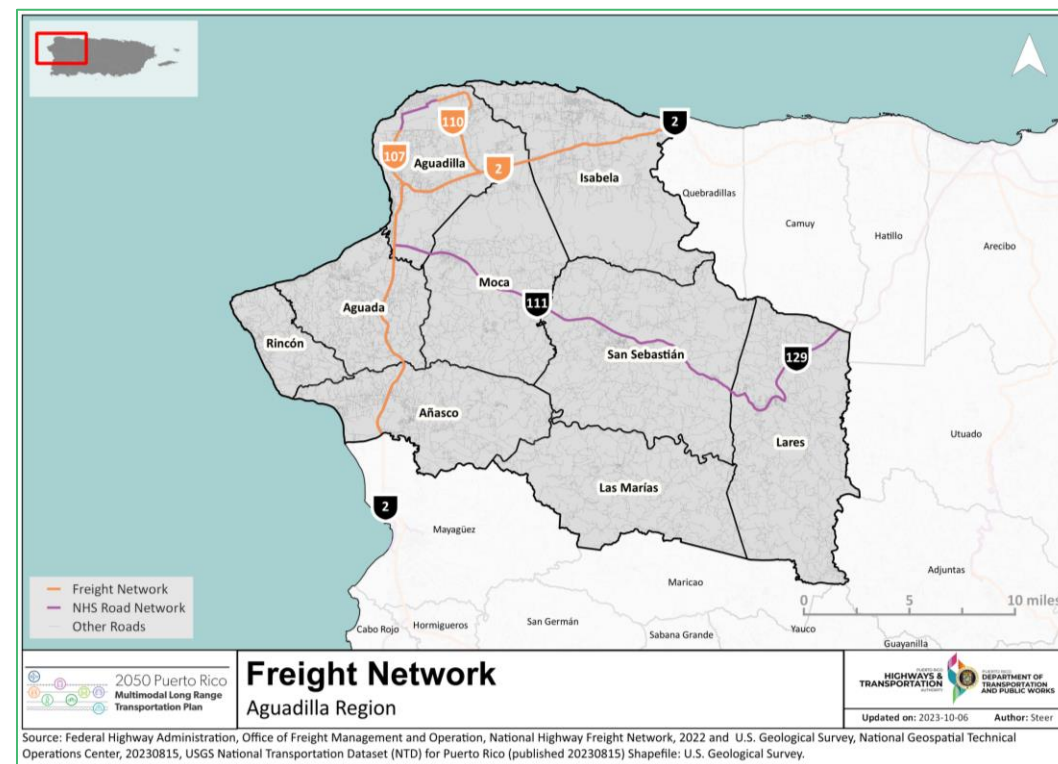 110
2
107
Aguadilla
2
Isabela
Quebradillas
Camuy
Hatillo
Arecibo
Moca
111
Aguada
Rincón
San Sebastián
129
Añasco
Lares
Utuado
Las Marías
2
Mayagüez
Adjuntas
Maricao
Freight Network
NHS Road Network
Other Roads
0 5 10 miles
Cabo Rojo
Hormigueros
San Germán
Sabana Grande
Yauco
Guayanilla
2050 Puerto Rico
Multimodal Long Range
Transportation Plan
Freight Network
Aguadilla Region
PUERTO RICO
HIGHWAYS &
TRANSPORTATION
AUTHORITY
PUERTO RICO
DEPARTMENT OF
TRANSPORTATION
AND PUBLIC WORKS
Updated on: 2023-10-06 Author: Steer
Source: Federal Highway Administration, Office of Freight Management and Operation, National Highway Freight Network, 2022 and U.S. Geological Survey, National Geospatial Technical
Operations Center, 20230815, USGS National Transportation Dataset (NTD) for Puerto Rico (published 20230815) Shapefile: U.S. Geological Survey.